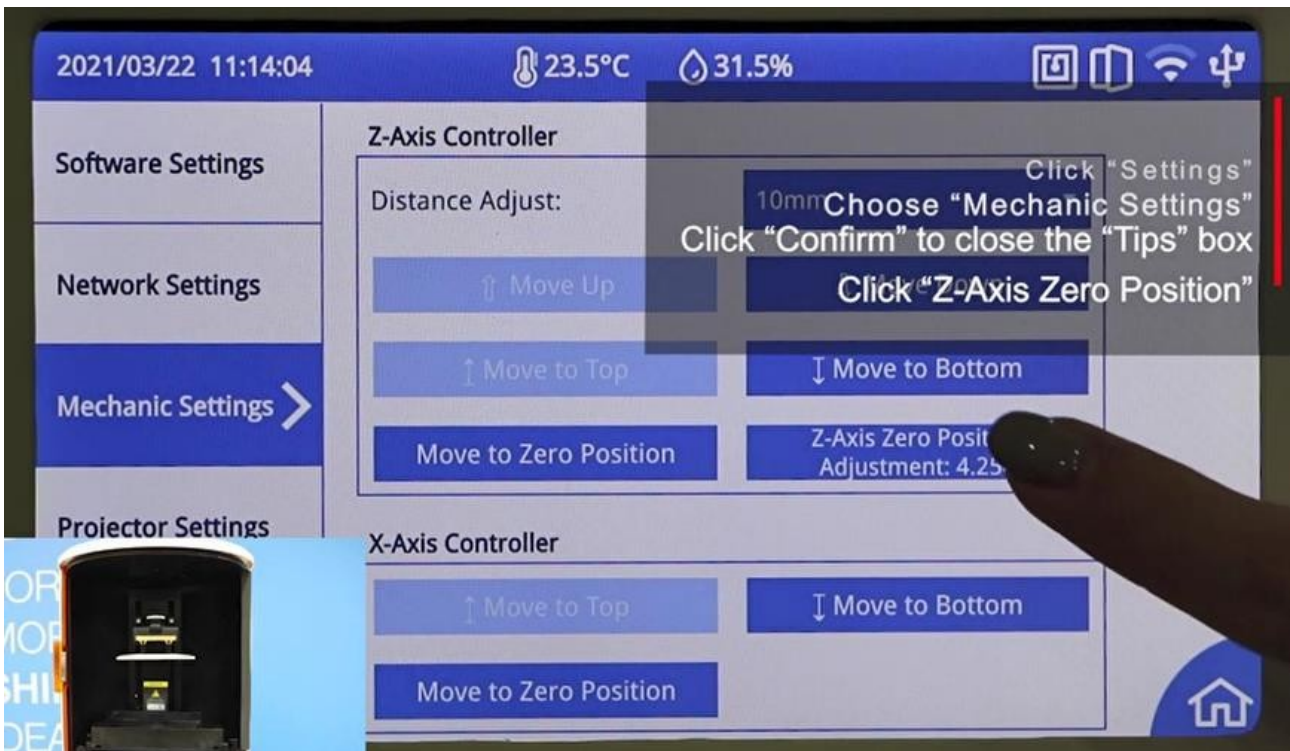 2021/03/22 11:14:04
23.5°C
31.5%
Software Settings
Network Settings
Mechanic Settings
Projector Settings
Z-Axis Controller
Distance Adjust:
10mm
Move Up
Move to Top
Move to Bottom
Move to Zero Position
Z-Axis Zero
Adjustment: 4.25
X-Axis Controller
Move to Top
Move to Bottom
Move to Zero Position
Click "Settings"
Choose "Mechanic Settings"
Click "Confirm" to close the "Tips" box
Click "Z-Axis Zero Position"